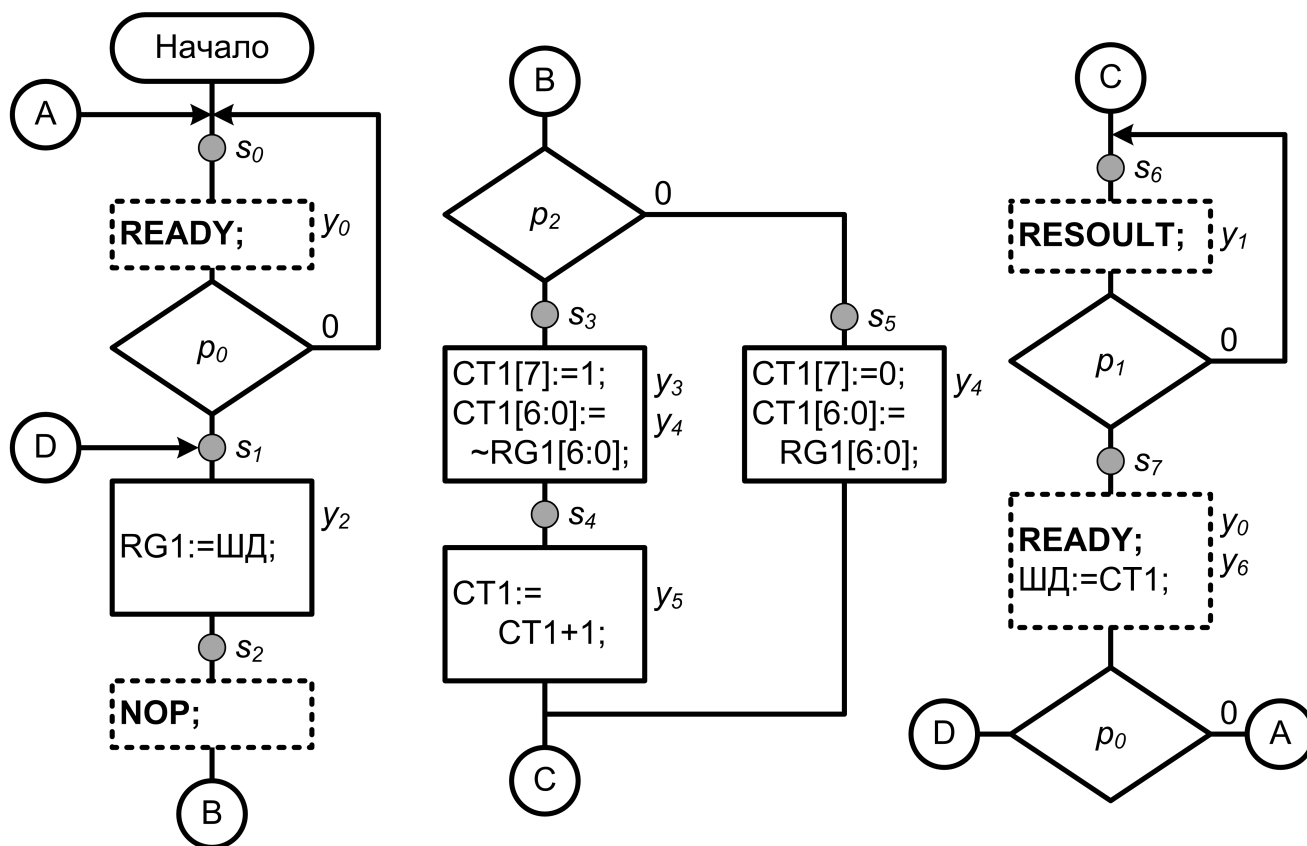 Начало
A
s0
READY;
y0
p0
0
D
s1
RG1:=ШД;
y2
s2
NOP;
B
B
p2
0
s3
CT1[7]:=1;
CT1[6:0]:=
~RG1[6:0];
y3
y4
s4
CT1:=
CT1+1;
y5
C
s5
CT1[7]:=0;
CT1[6:0]:=
RG1[6:0];
y4
C
s6
RESOULT;
y1
p1
0
s7
READY;
ШД:=CT1;
y0
y6
D
p0
0
A